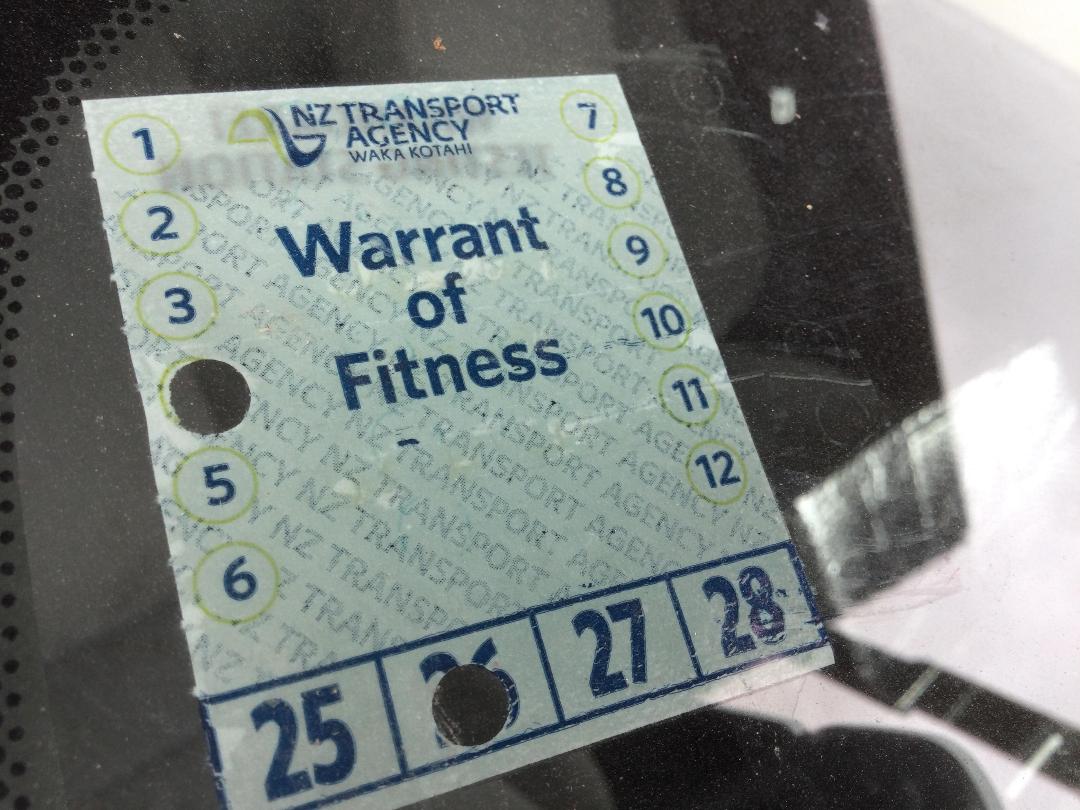 NZ TRANSPORT
AGENCY
WAKA KOTAHI
Warrant
of
Fitness
1
2
3
5
6
7
8
9
10
11
12
25
26
27
28